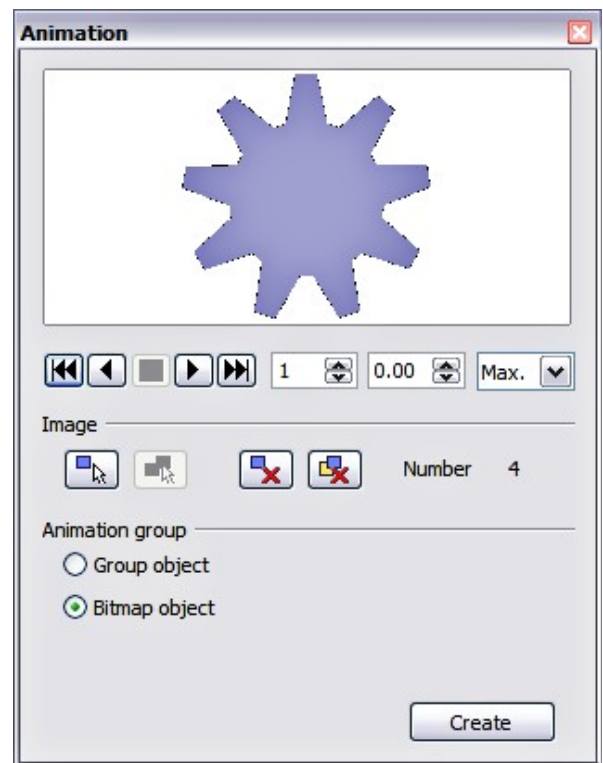 Animation
1 0.00 Max.
Image
Number 4
Animation group
Group object
Bitmap object
Create